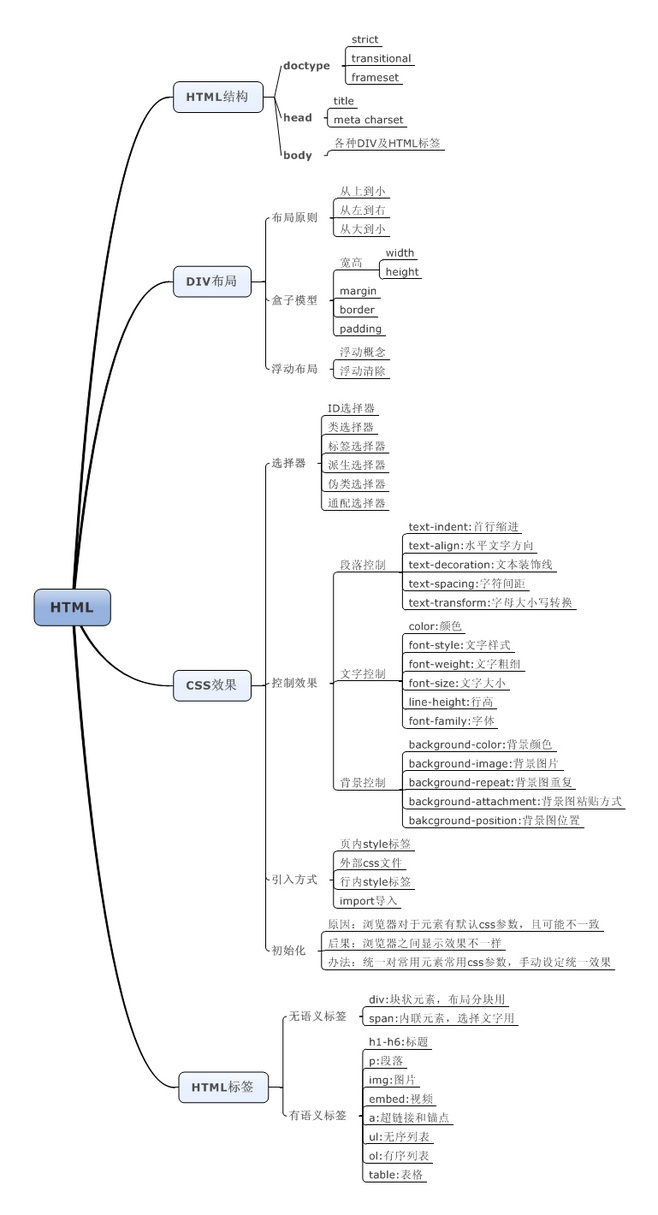 strict
doctype
transitional
frameset
HTML结构
title
head
meta charset
各种DIV及HTML标签
body
从上到小
布局原则
从左到右
从大到小
DIV布局
width
宽高
height
盒子模型
margin
border
padding
浮动概念
浮动布局
浮动清除
ID选择器
类选择器
标签选择器
选择器
派生选择器
伪类选择器
通配选择器
text-indent:首行缩进
text-align:水平文字方向
段落控制
text-decoration:文本装饰线
text-spacing:字符间距
text-transform:字母大小写转换
HTML
color:颜色
font-style:文字样式
font-weight:文字粗细
文字控制
CSS效果
控制效果
font-size:文字大小
line-height:行高
font-family:字体
background-color:背景颜色
background-image:背景图片
背景控制
background-repeat:背景图重复
background-attachment:背景图粘贴方式
bakcground-position:背景图位置
页内style标签
外部css文件
引入方式
行内style标签
import导入
原因：浏览器对于元素有默认css参数，且可能不一致
初始化
后果：浏览器之间显示效果不一样
办法：统一对常用元素常用css参数，手动设定统一效果
div:块状元素，布局分块用
无语义标签
span:内联元素，选择文字用
h1-h6:标题
p:段落
HTML标签
img:图片
embed:视频
有语义标签
a:超链接和锚点
ul:无序列表
ol:有序列表
table:表格